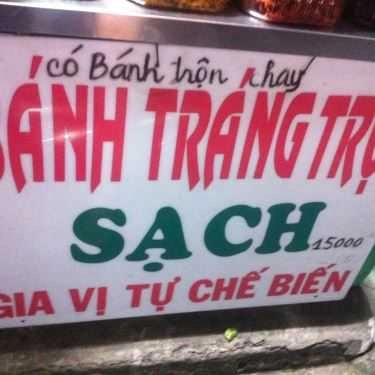 có Bánh trộn chay
BÁNH TRÁNG TRỘ
SẠCH
15000
GIA VỊ TỰ CHẾ BIẾN